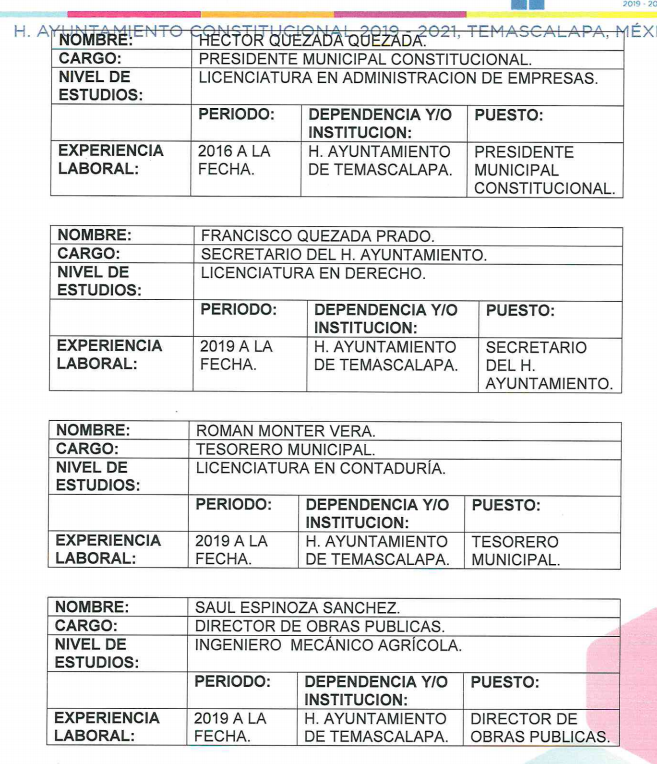 2019 - 20
H. AYUNTAMIENTO CONSTITUCIONAL 2019 - 2021, TEMASCALAPA, MÉXI
NOMBRE: HECTOR QUEZADA QUEZADA.
CARGO: PRESIDENTE MUNICIPAL CONSTITUCIONAL.
NIVEL DE LICENCIATURA EN ADMINISTRACION DE EMPRESAS.
ESTUDIOS:
PERIODO: DEPENDENCIA Y/O PUESTO:
INSTITUCION:
EXPERIENCIA 2016 A LA H. AYUNTAMIENTO PRESIDENTE
LABORAL: FECHA. DE TEMASCALAPA. MUNICIPAL
CONSTITUCIONAL.
NOMBRE: FRANCISCO QUEZADA PRADO.
CARGO: SECRETARIO DEL H. AYUNTAMIENTO.
NIVEL DE LICENCIATURA EN DERECHO.
ESTUDIOS:
PERIODO: DEPENDENCIA Y/O PUESTO:
INSTITUCION:
EXPERIENCIA 2019 A LA H. AYUNTAMIENTO SECRETARIO
LABORAL: FECHA. DE TEMASCALAPA. DEL H.
AYUNTAMIENTO.
NOMBRE: ROMAN MONTER VERA.
CARGO: TESORERO MUNICIPAL.
NIVEL DE LICENCIATURA EN CONTADURÍA.
ESTUDIOS:
PERIODO: DEPENDENCIA Y/O PUESTO:
INSTITUCION:
EXPERIENCIA 2019 A LA H. AYUNTAMIENTO TESORERO
LABORAL: FECHA. DE TEMASCALAPA. MUNICIPAL.
NOMBRE: SAUL ESPINOZA SANCHEZ.
CARGO: DIRECTOR DE OBRAS PUBLICAS.
NIVEL DE INGENIERO MECÁNICO AGRÍCOLA.
ESTUDIOS:
PERIODO: DEPENDENCIA Y/O PUESTO:
INSTITUCION:
EXPERIENCIA 2019 A LA H. AYUNTAMIENTO DIRECTOR DE
LABORAL: FECHA. DE TEMASCALAPA. OBRAS PUBLICAS.